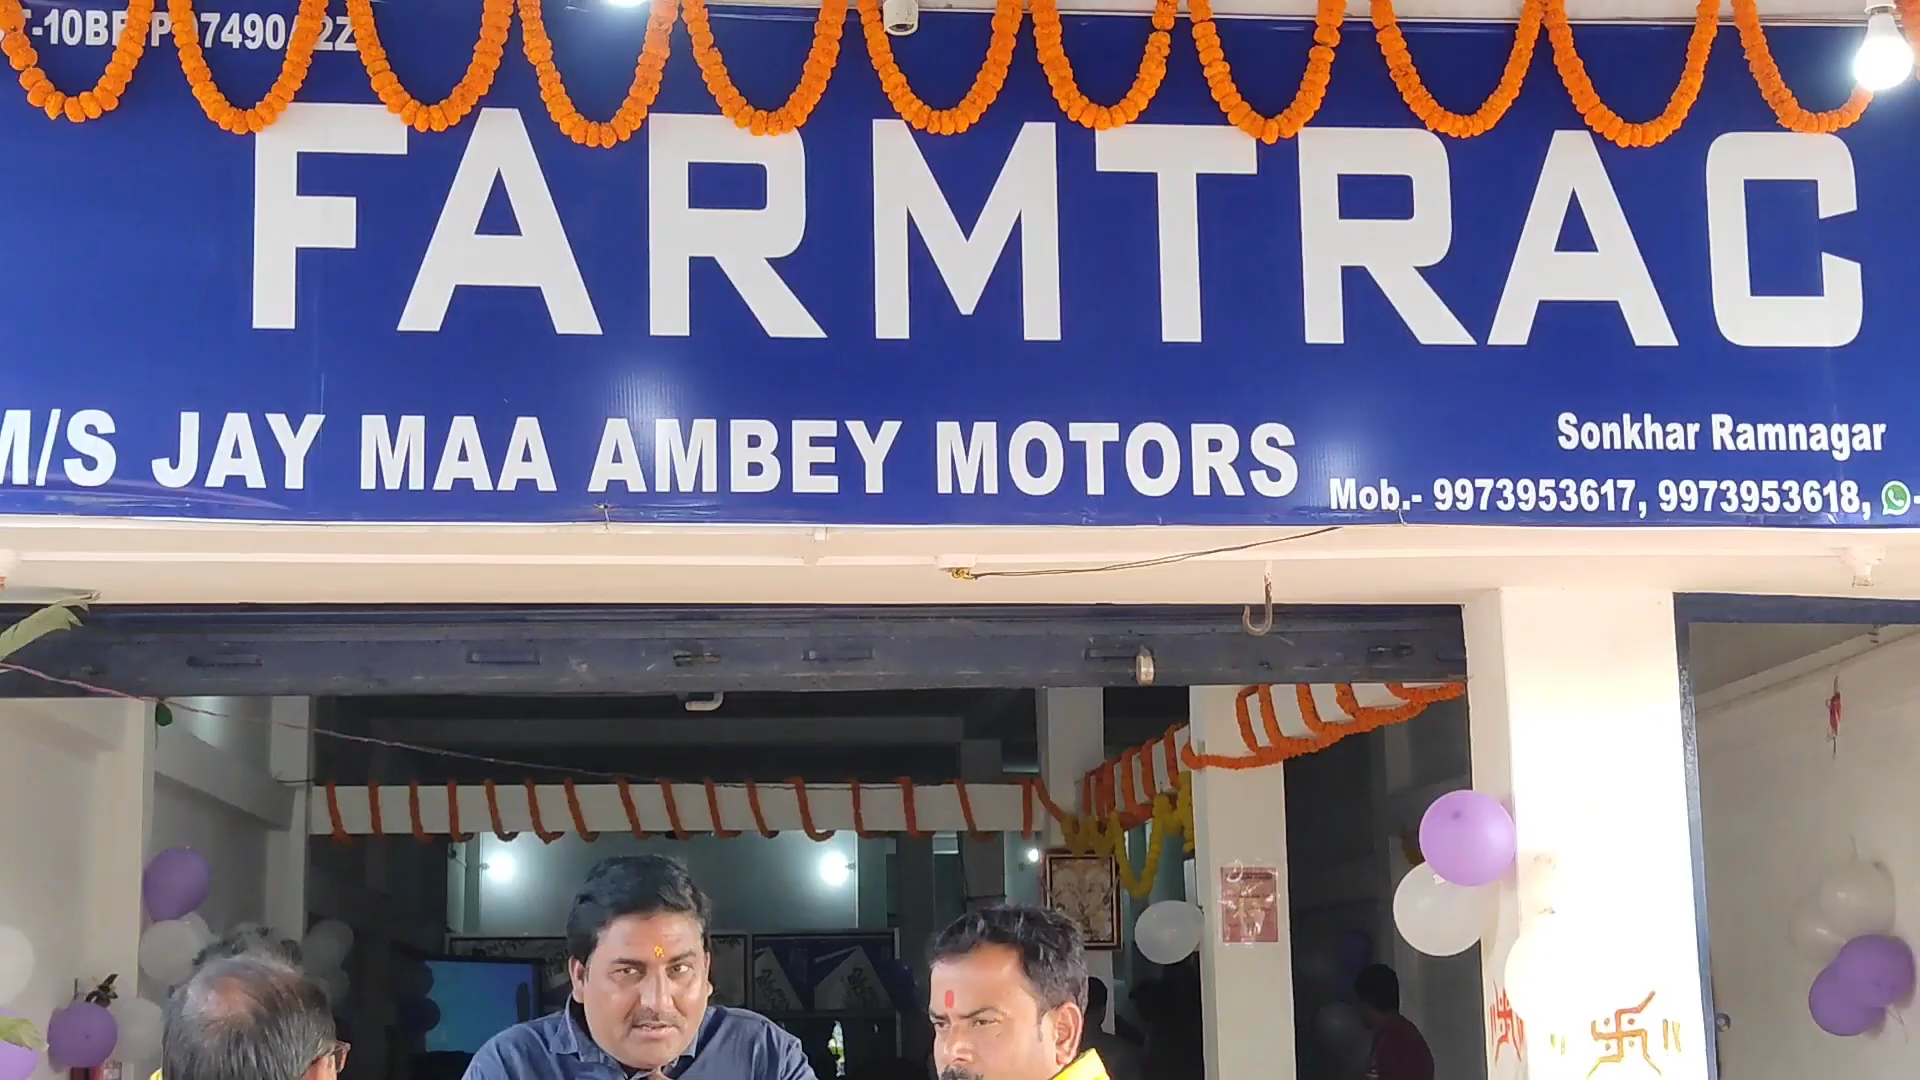 FARMTRAC
M/S JAY MAA AMBEY MOTORS
Sonkhar Ramnagar
Mob.- 9973953617, 9973953618,